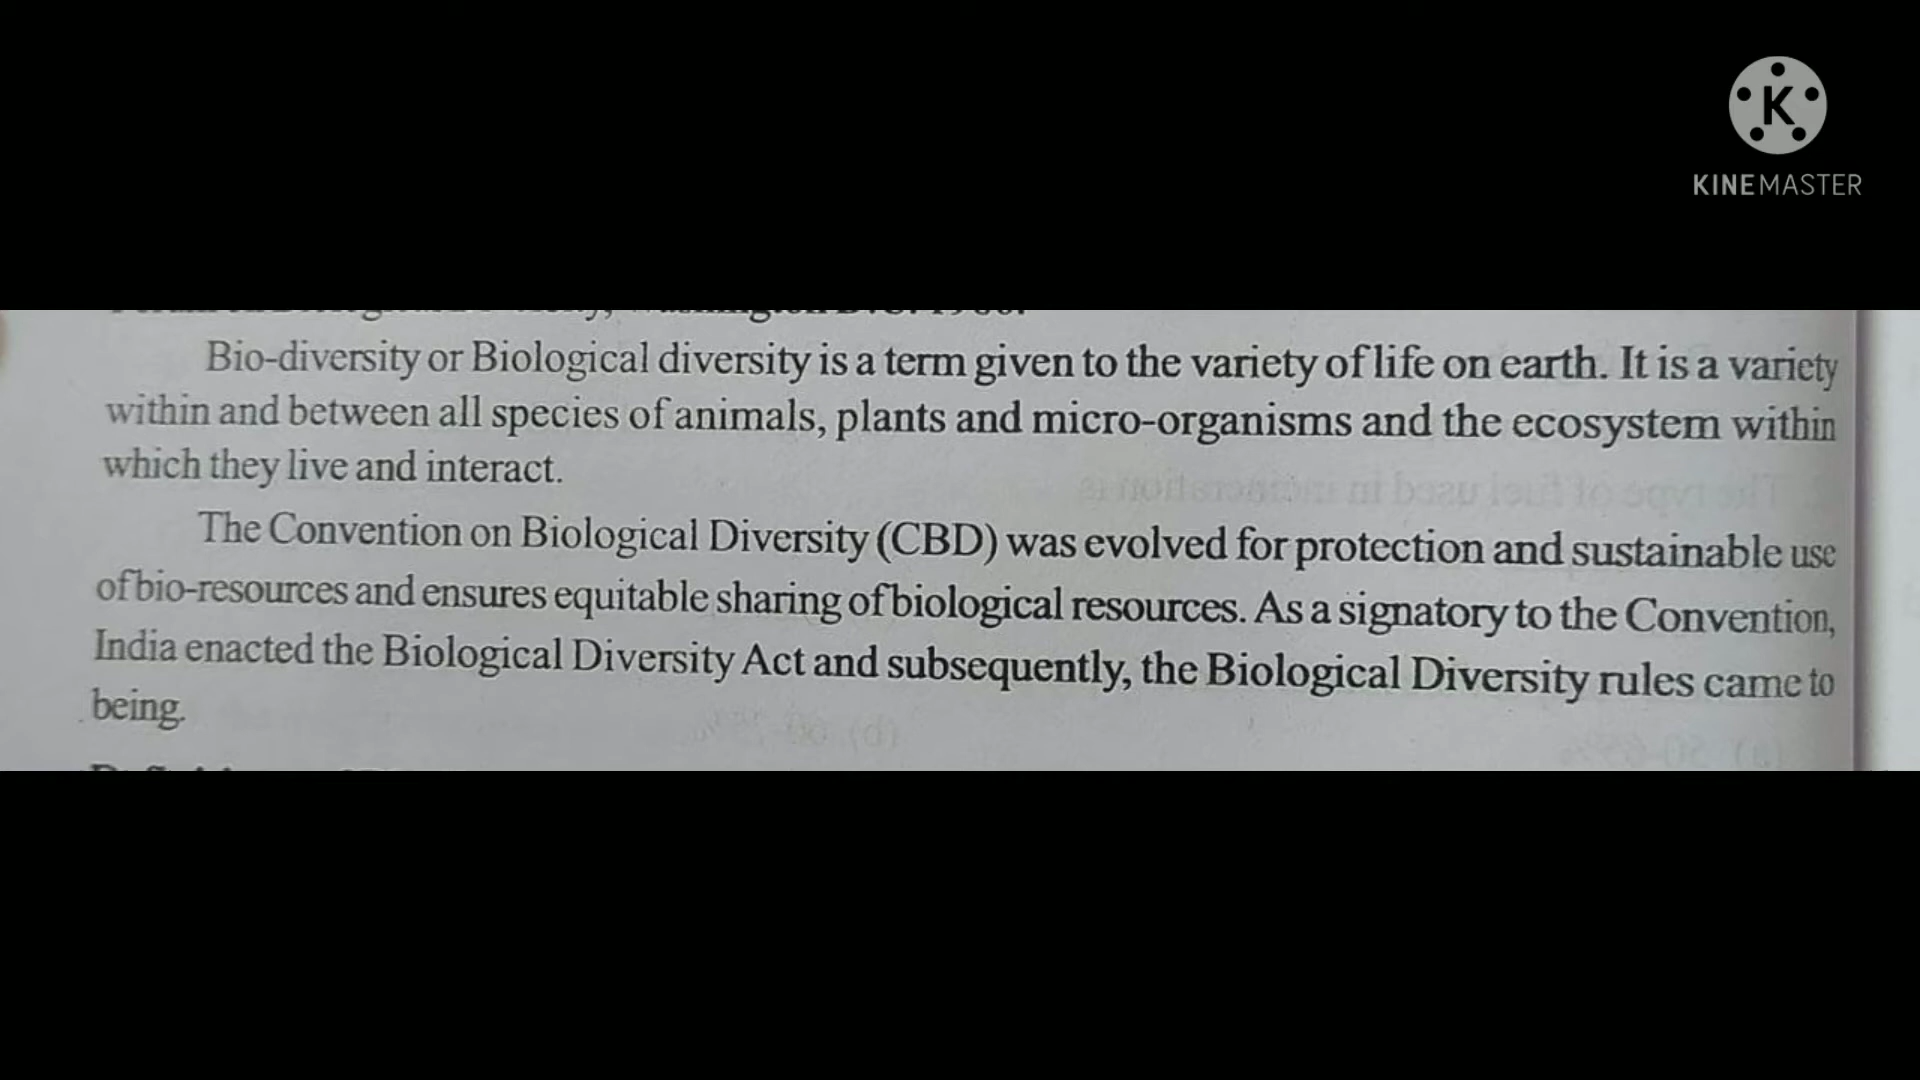 KINEMASTER
Bio-diversity or Biological diversity is a term given to the variety of life on earth. It is a variety
within and between all species of animals, plants and micro-organisms and the ecosystem within
which they live and interact.
The Convention on Biological Diversity (CBD) was evolved for protection and sustainable use
of bio-resources and ensures equitable sharing of biological resources. As a signatory to the Convention,
India enacted the Biological Diversity Act and subsequently, the Biological Diversity rules came to
being.